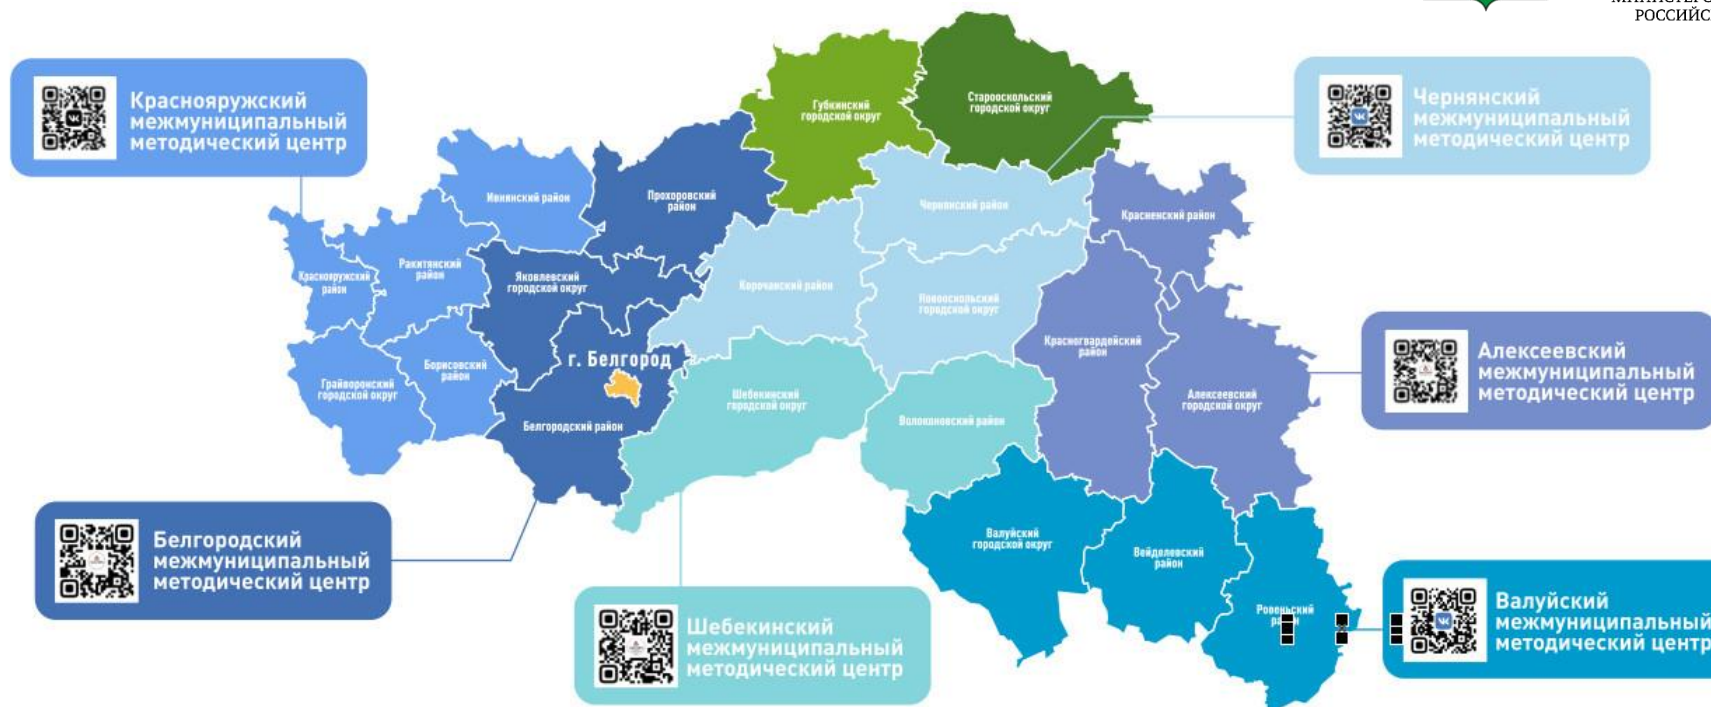 РОССИЙС
Краснояружский
межмуниципальный
методический центр
Чернянский
межмуниципальный
методический центр
Губкинский
городской округ
Старооскольский
городской округ
Ивнянский район
Прохоровский
район
Чернянский район
Красненский район
Краснояружский
район
Ракитянский
район
Яковлевский
городской округ
Корочанский район
Новооскольский
городской округ
Красногвардейский
район
г. Белгород
Грайворонский
городской округ
Борисовский
район
Белгородский район
Шебекинский
городской округ
Волоконовский район
Алексеевский
городской округ
Алексеевский
межмуниципальный
методический центр
Белгородский
межмуниципальный
методический центр
Валуйский
городской округ
Вейделевский
район
Ровеньский
район
Шебекинский
межмуниципальный
методический центр
Валуйский
межмуниципальный
методический центр